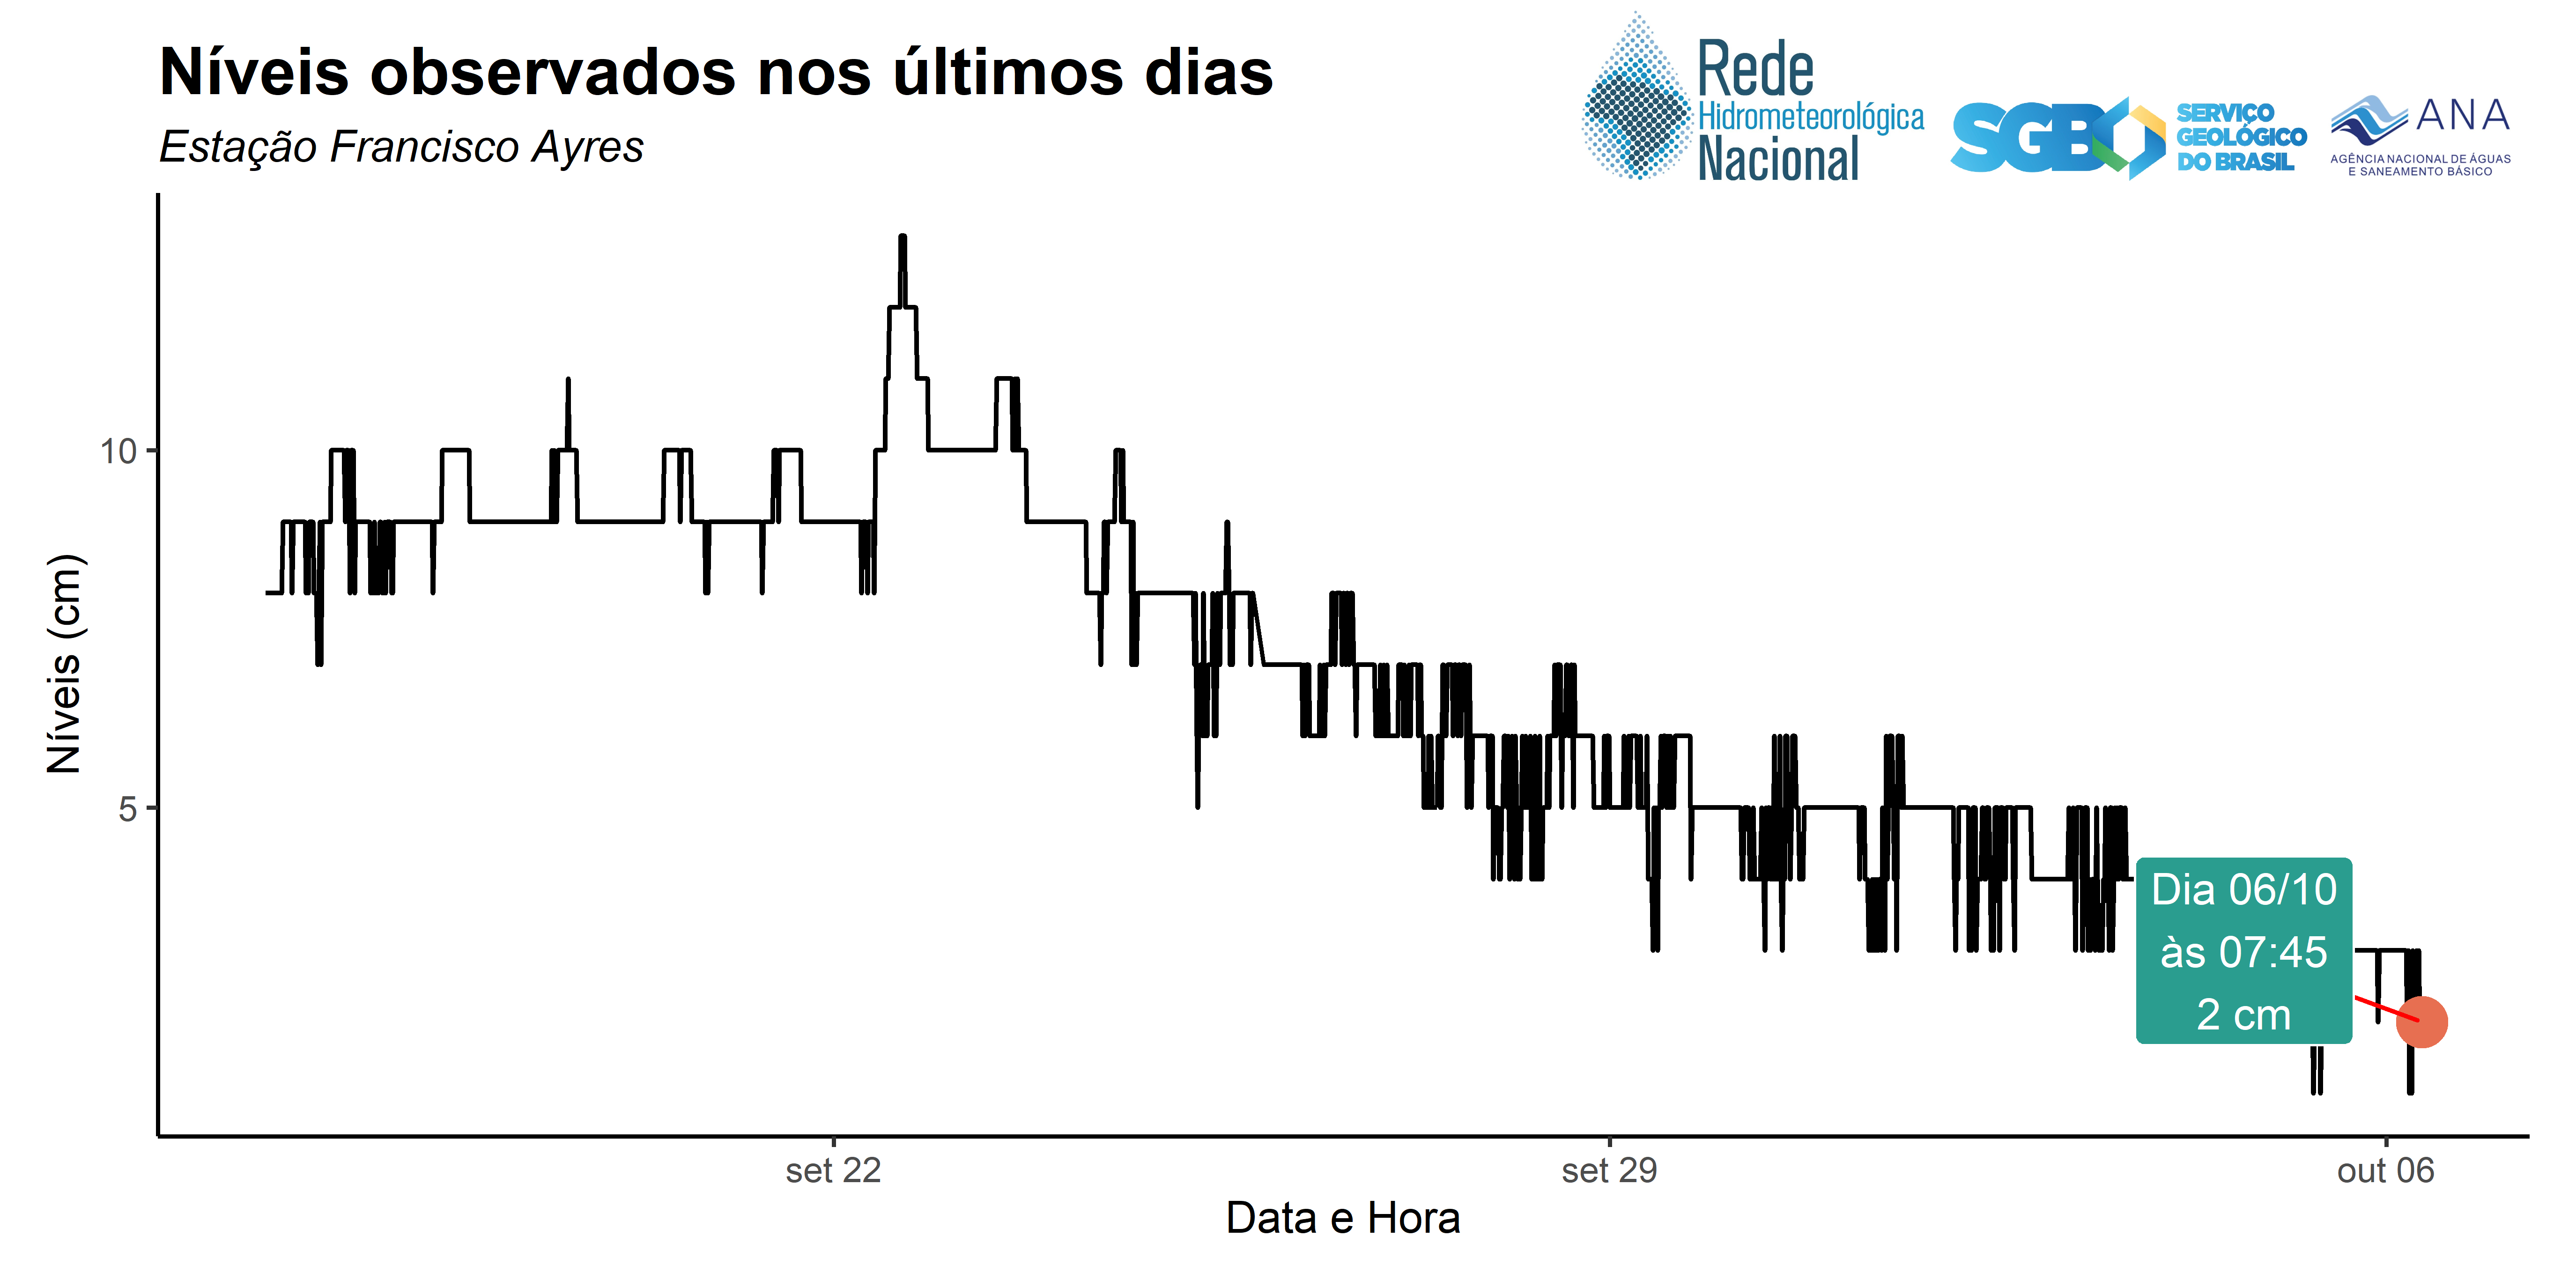 Níveis observados nos últimos dias
Estação Francisco Ayres
Rede
Hidrometeorológica
Nacional
SGB
SERVIÇO
GEOLÓGICO
DO BRASIL
ANA
AGÊNCIA NACIONAL DE ÁGUAS
E SANEAMENTO BÁSICO
Níveis (cm)
10
5
Dia 06/10
às 07:45
2 cm
set 22
set 29
out 06
Data e Hora